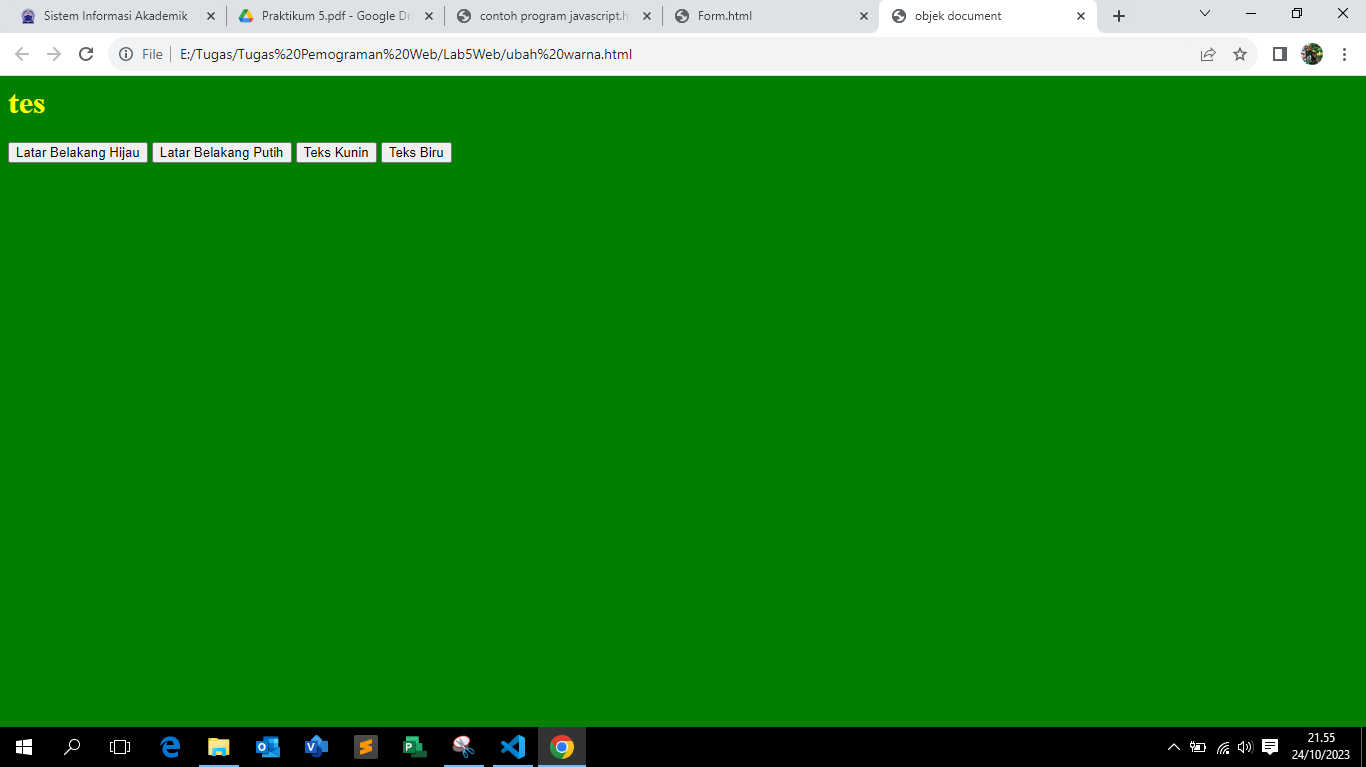 Sistem Informasi Akademik
Praktikum 5.pdf - Google Dr
contoh program javascript.h
Form.html
objek document
File
E:/Tugas/Tugas%20Pemograman%20Web/Lab5Web/ubah%20warna.html
tes
Latar Belakang Hijau
Latar Belakang Putih
Teks Kunin
Teks Biru
21.55
24/10/2023